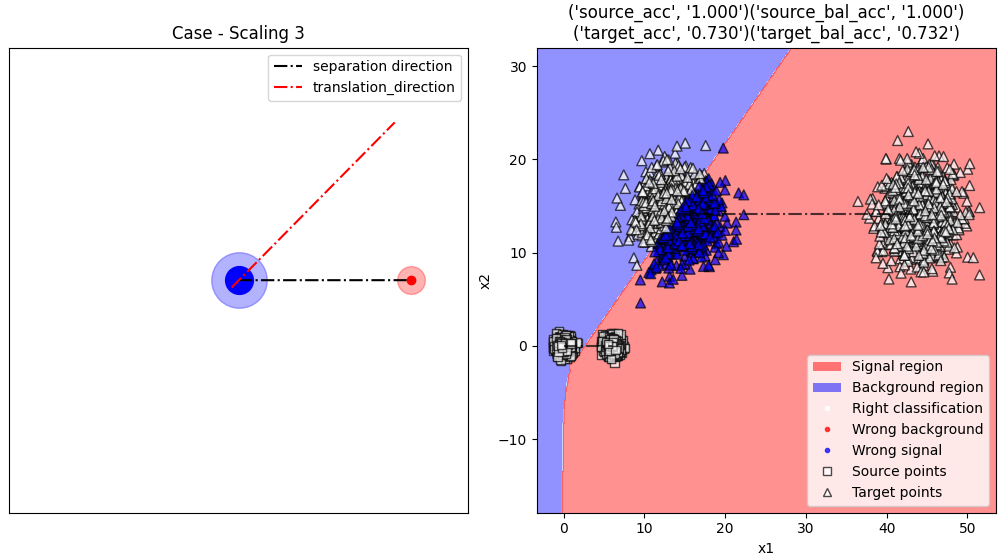 Case - Scaling 3
separation direction
translation_direction
('source_acc', '1.000')('source_bal_acc', '1.000')
('target_acc', '0.730')('target_bal_acc', '0.732')
30
20
10
0
−10
x2
0
10
20
30
40
50
x1
Signal region
Background region
Right classification
Wrong background
Wrong signal
Source points
Target points